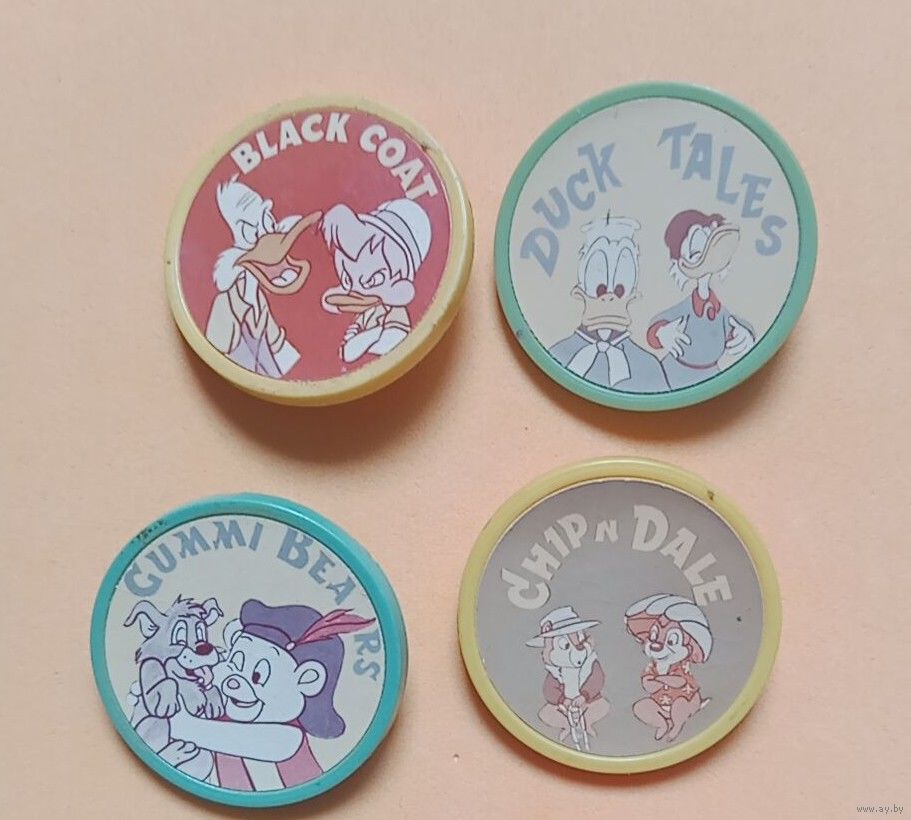 BLACK COAT
DUCK TALES
GUMMI BEARS
CHIP N DALE
www.ay.by